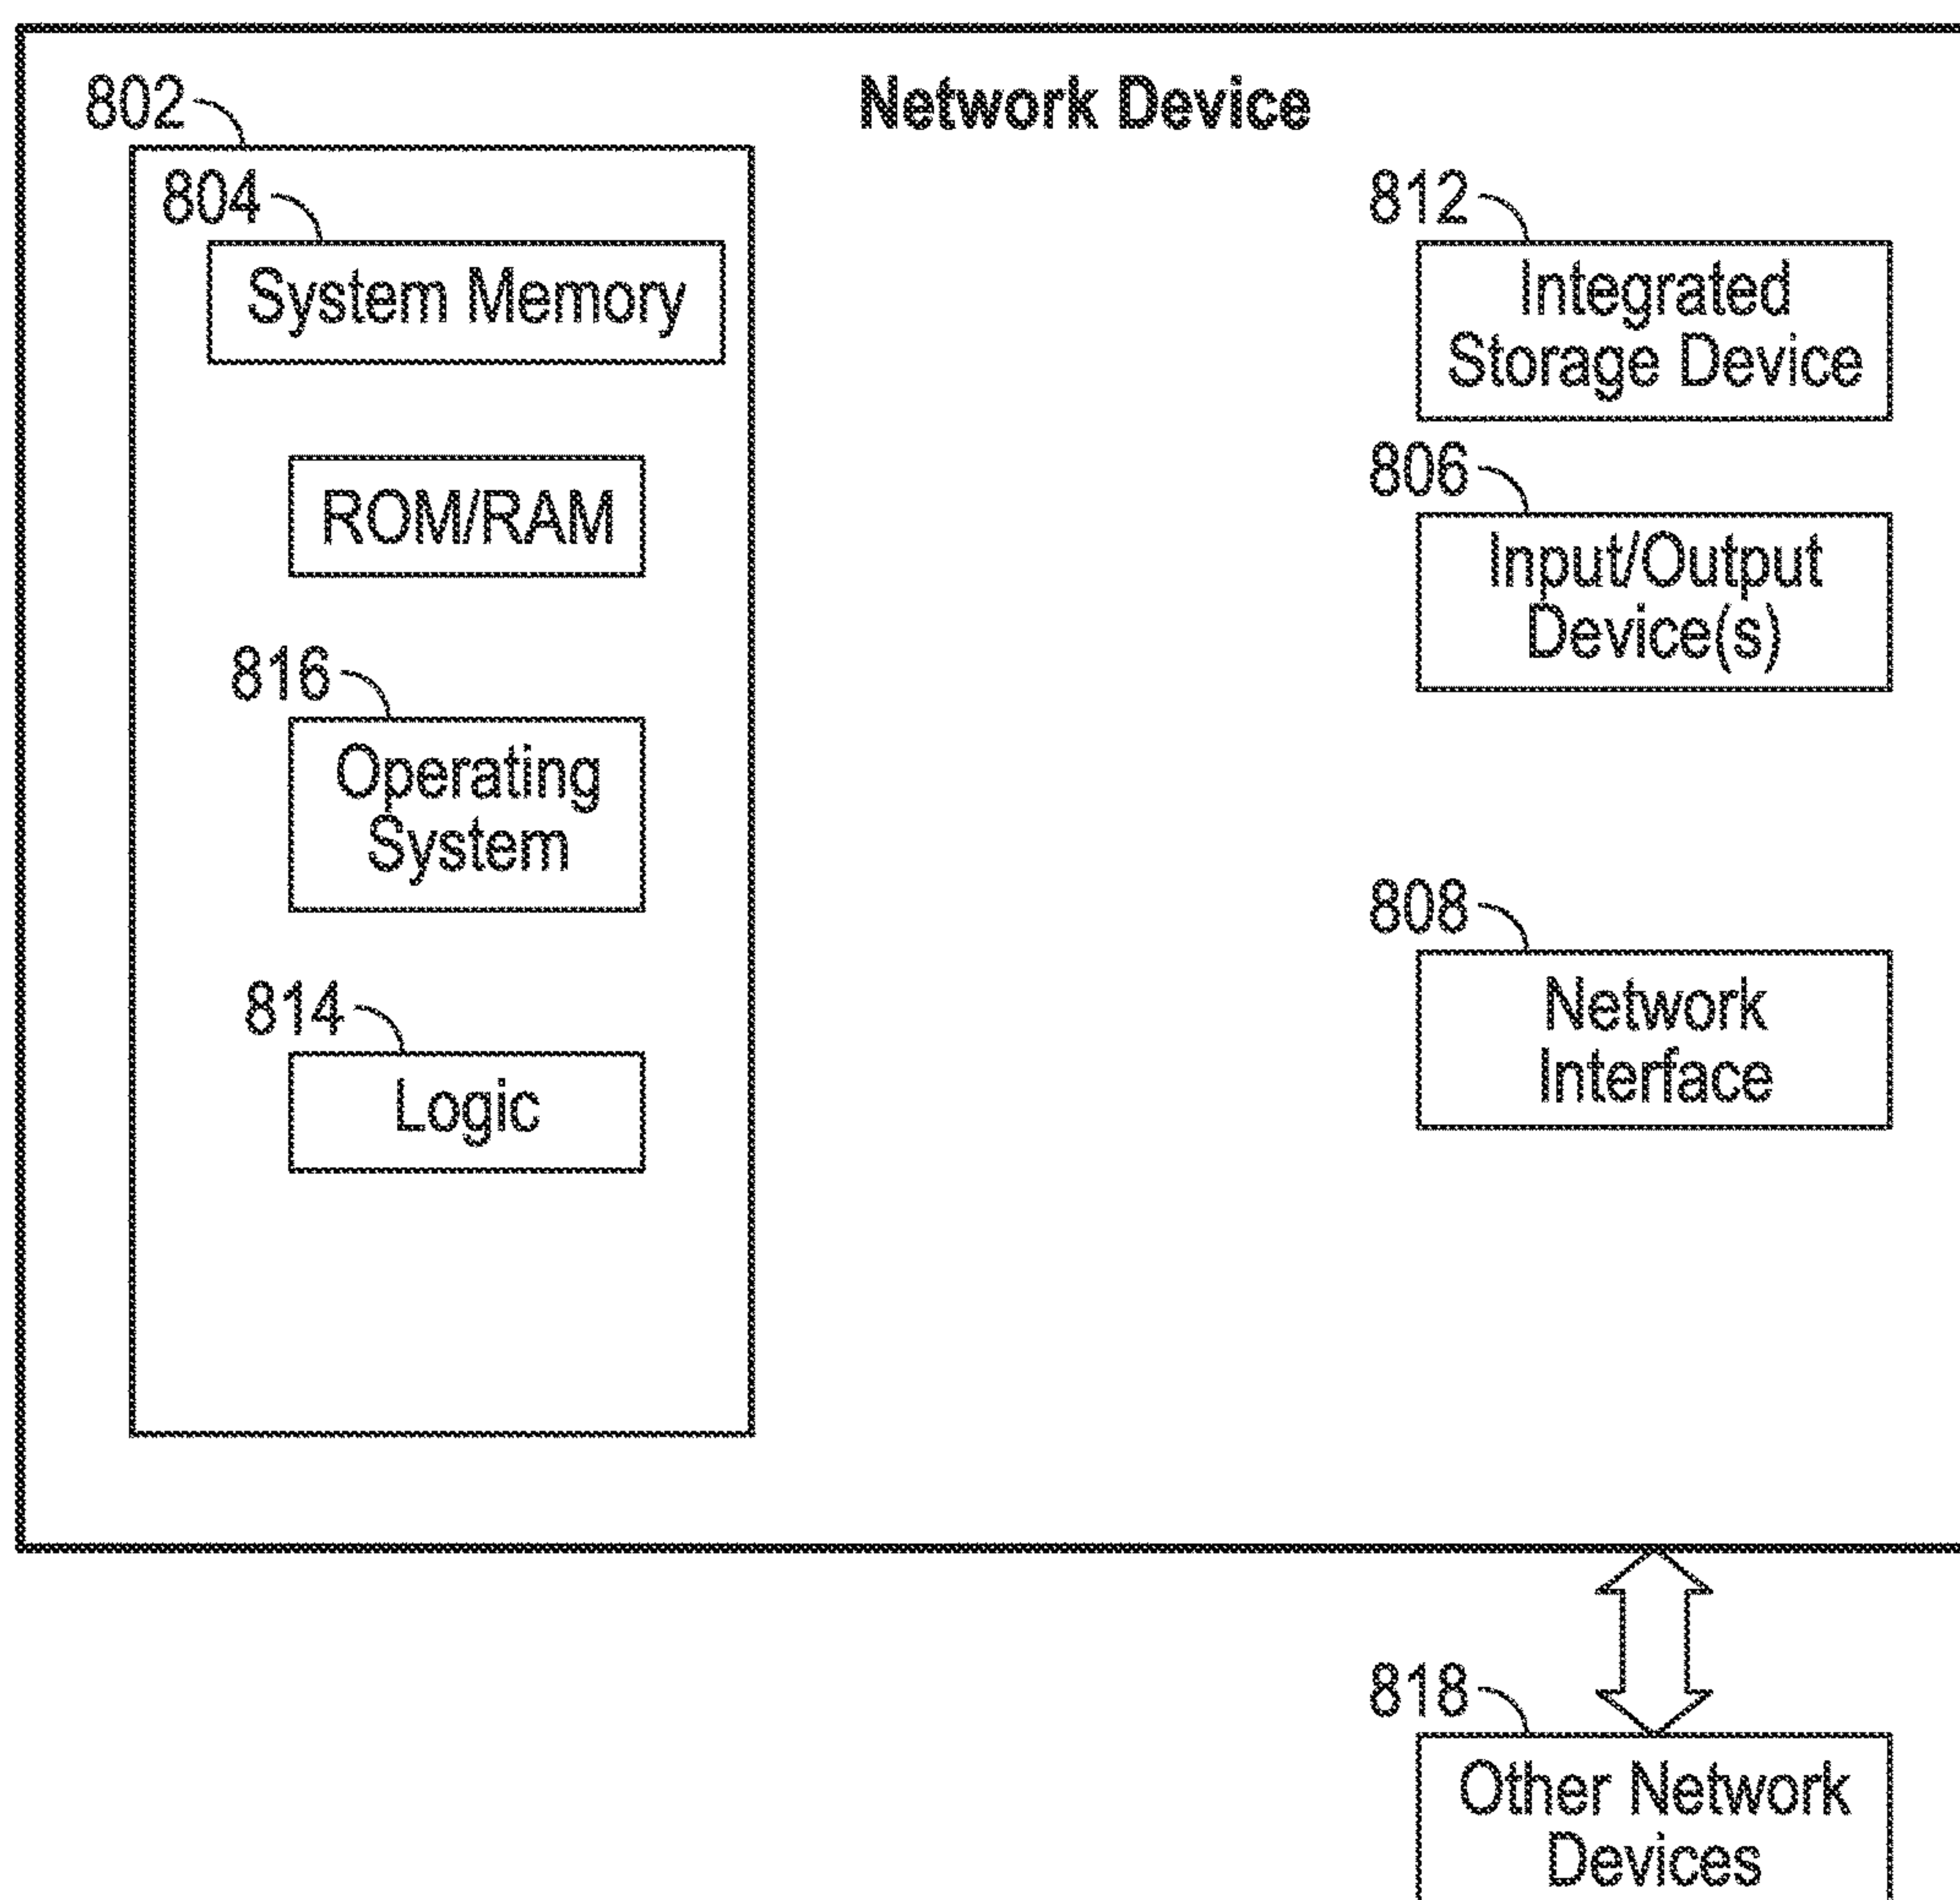 Network Device
802
804
System Memory
ROM/RAM
816
Operating
System
814
Logic
812
Integrated
Storage Device
806
Input/Output
Device(s)
808
Network
Interface
818
Other Network
Devices